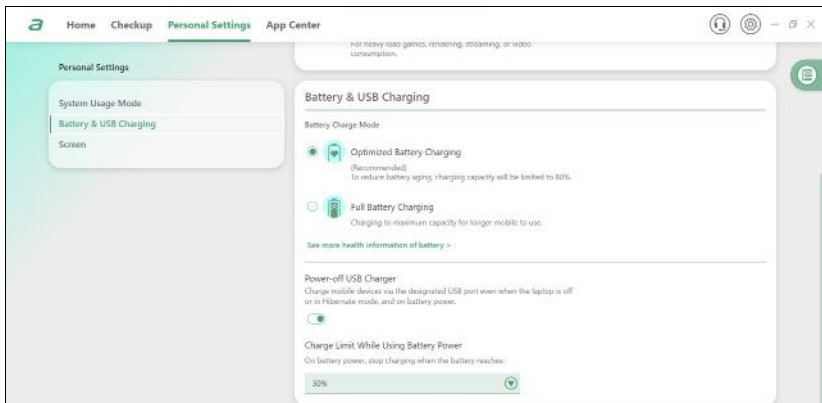 Home Checkup Personal Settings App Center
For heavy load games, rendering, streaming, or video
consumption.
Personal Settings
System Usage Mode
Battery & USB Charging
Screen
Battery & USB Charging
Battery Charge Mode
Optimized Battery Charging
(Recommended)
To reduce battery aging, charging capacity will be limited to 80%.
Full Battery Charging
Charging to maximum capacity for longer mobile to use.
See more health information of battery >
Power-off USB Charger
Charge mobile devices via the designated USB port even when the laptop is off
or in Hibernate mode, and on battery power.
Charge Limit While Using Battery Power
On battery power, stop charging when the battery reaches:
30%